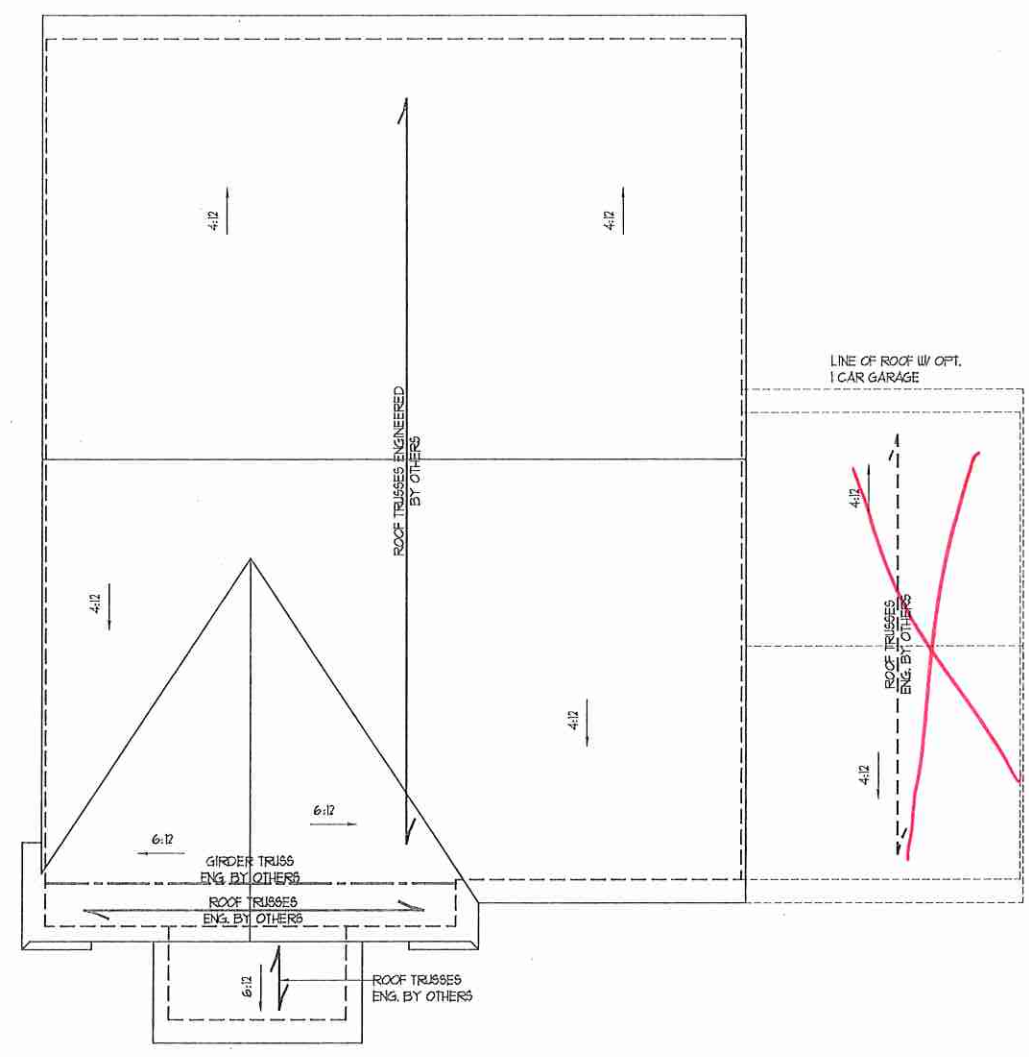 4:12
4:12
LINE OF ROOF W/ OPT.
1 CAR GARAGE
ROOF TRUSSES ENGINEERED
BY OTHERS
4:12
4:12
ROOF TRUSSES
ENG. BY OTHERS
4:12
4:12
6:12
6:12
GIRDER TRUSS
ENG. BY OTHERS
ROOF TRUSSES
ENG. BY OTHERS
6:12
ROOF TRUSSES
ENG. BY OTHERS